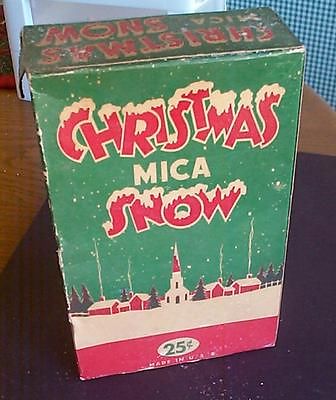 CHRISTMAS
MICA
SNOW
CHRISTMAS
MICA
SNOW
25¢
MADE IN U.S.A.